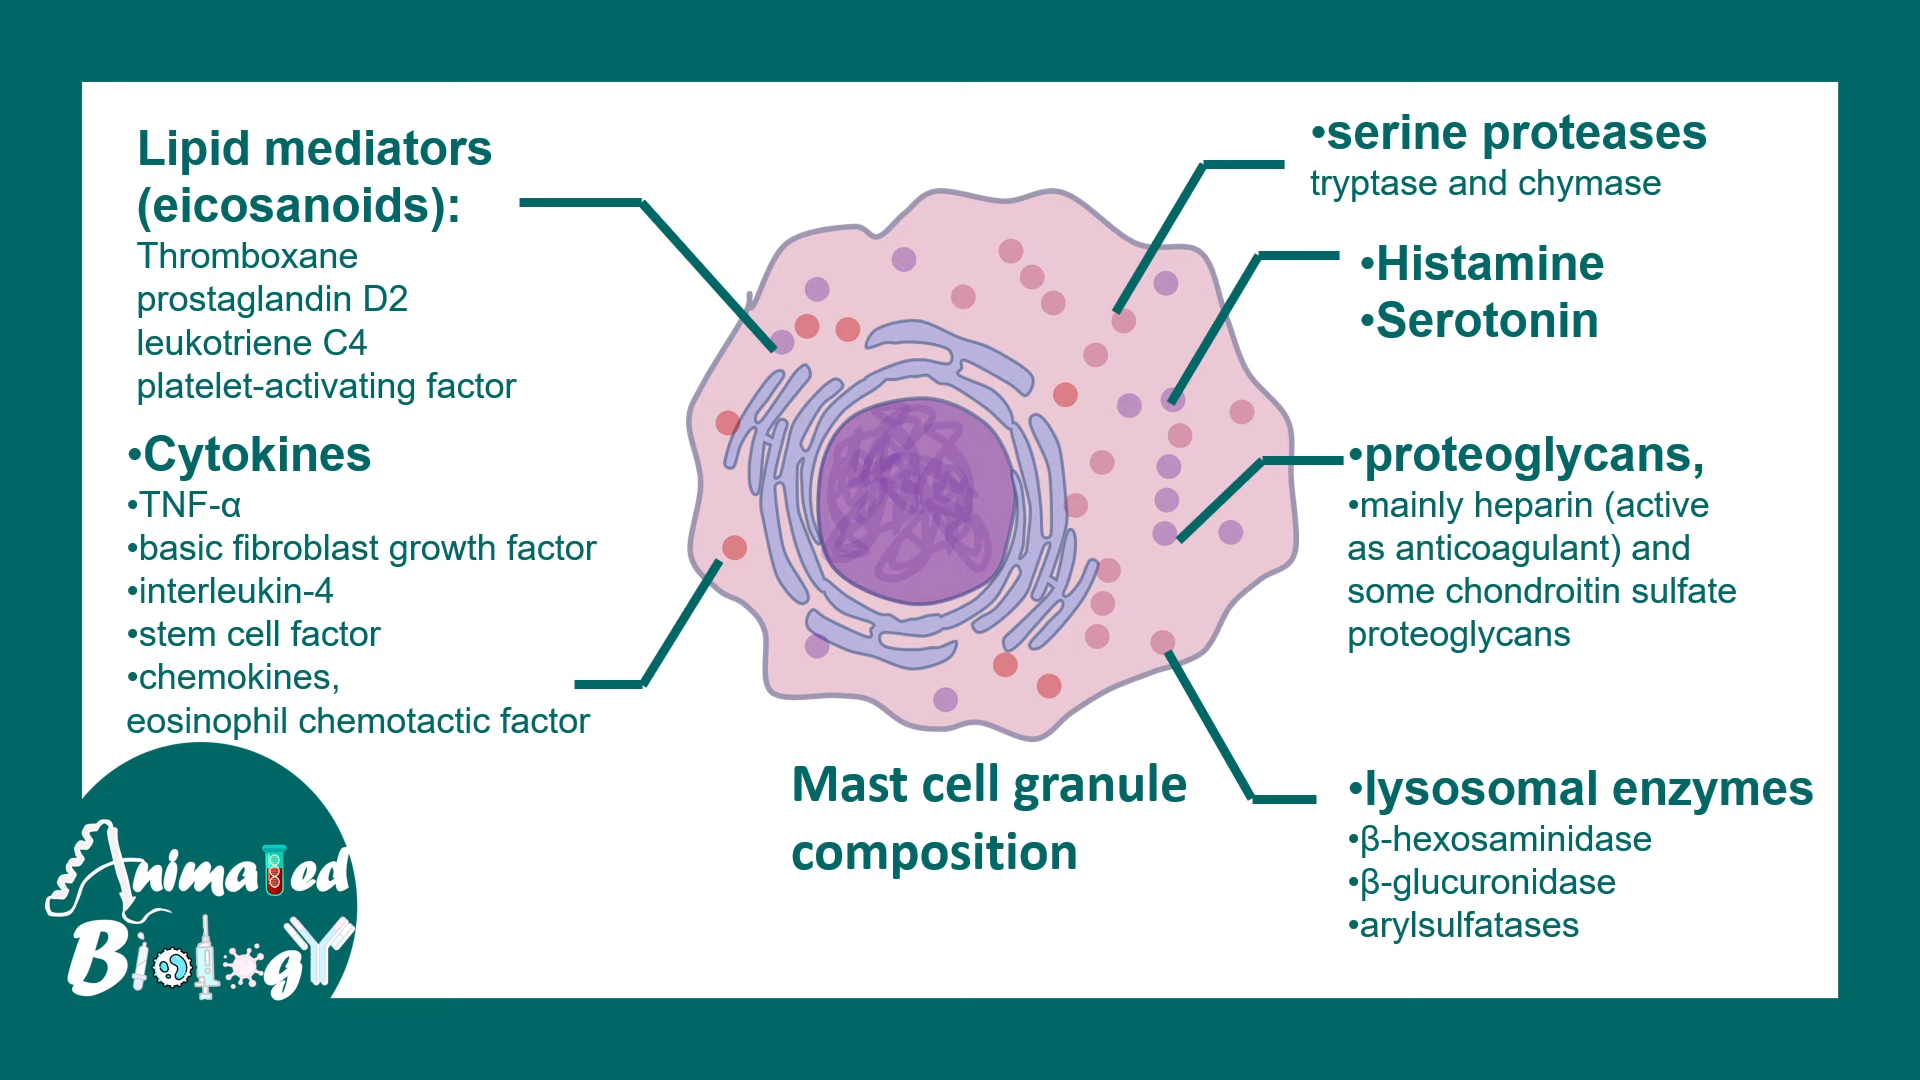 Lipid mediators
(eicosanoids):
Thromboxane
prostaglandin D2
leukotriene C4
platelet-activating factor
•Cytokines
•TNF-α
•basic fibroblast growth factor
•interleukin-4
•stem cell factor
•chemokines,
eosinophil chemotactic factor
•serine proteases
tryptase and chymase
•Histamine
•Serotonin
•proteoglycans,
•mainly heparin (active
as anticoagulant) and
some chondroitin sulfate
proteoglycans
•lysosomal enzymes
•β-hexosaminidase
•β-glucuronidase
•arylsulfatases
Mast cell granule
composition
Animated
Biology